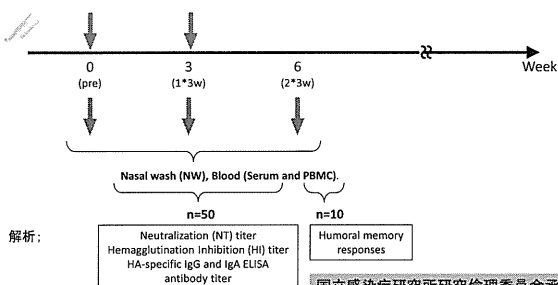 0 3 6 Week
(pre) (1*3w) (2*3w)
Nasal wash (NW), Blood (Serum and PBMC).
n=50 n=10
解析；
Neutralization (NT) titer
Hemagglutination Inhibition (HI) titer
HA-specific IgG and IgA ELISA
antibody titer
Humoral memory
responses
国立感染症研究所研究倫理委員会